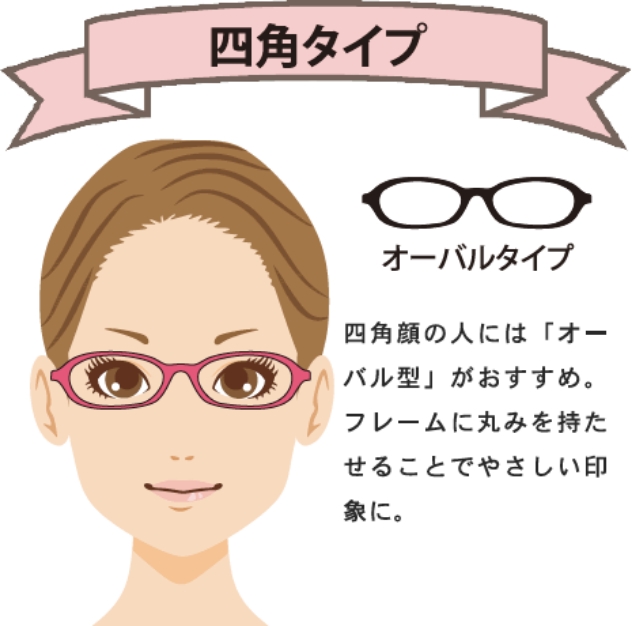 四角タイプ
オーバルタイプ
四角顔の人には「オー
バル型」がおすすめ。
フレームに丸みを持た
せることでやさしい印
象に。